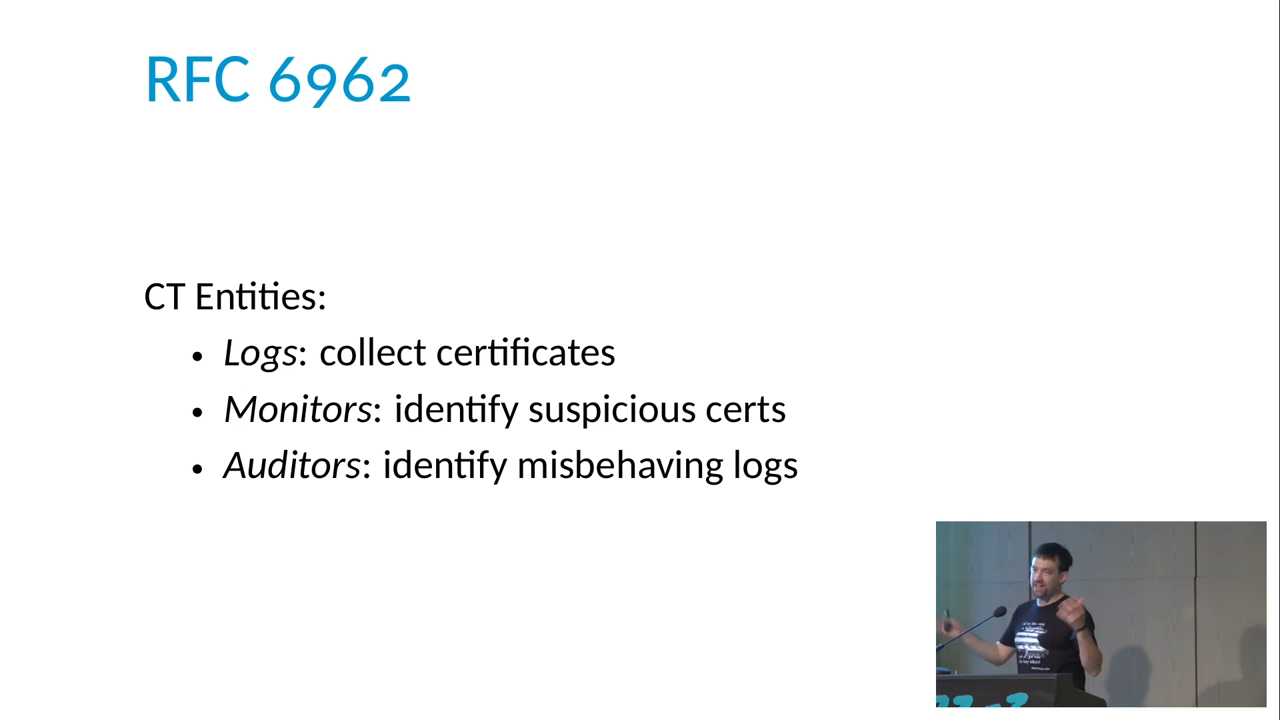 RFC 6962
CT Entities:
• Logs: collect certificates
• Monitors: identify suspicious certs
• Auditors: identify misbehaving logs